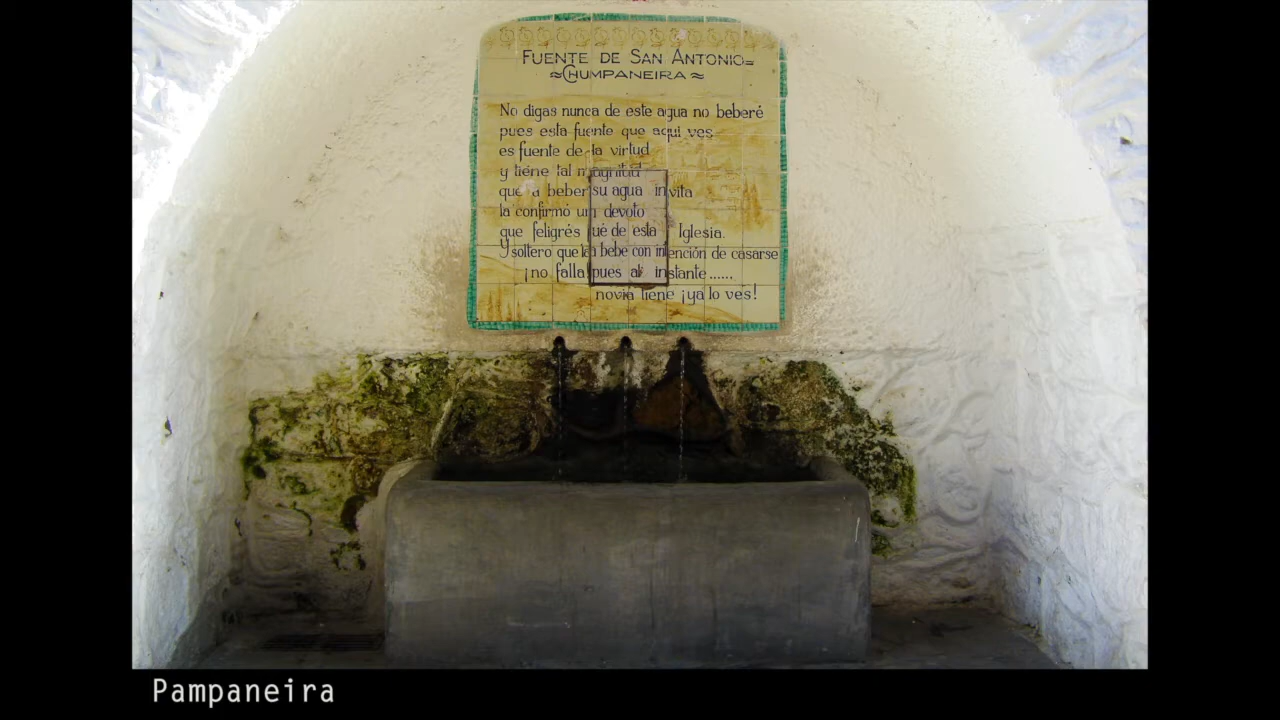 FUENTE DE SAN ANTONIO=
≈CHUMPANEIRA≈
No digas nunca de este agua no beberé
pues esta fuente que aqui ves
es fuente de la virtud
y tiene tal magnitud
que a beber su agua invita
la confirmó un devoto
que feligrés qué de esta Iglesia.
Y soltero que la bebe con intención de casarse
¡no falla pues al instante......
novia tiene ¡ya lo ves!
Pampaneira